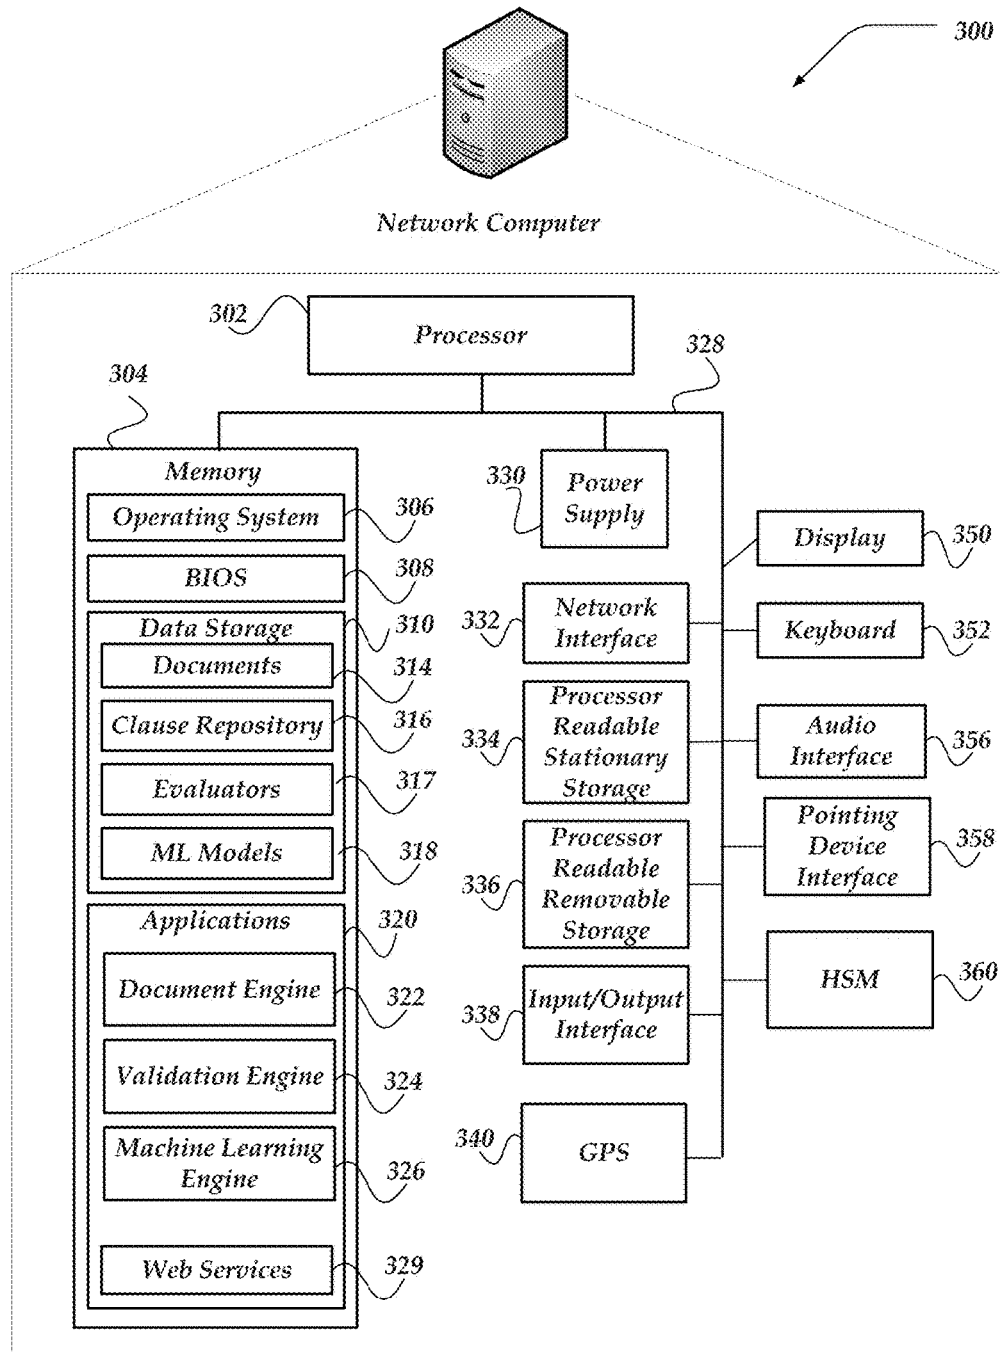 300
Network Computer
302
Processor
328
304
Memory
Operating System
306
BIOS
308
Data Storage
310
Documents
314
Clause Repository
316
Evaluators
317
ML Models
318
Applications
320
Document Engine
322
Validation Engine
324
Machine Learning
Engine
326
Web Services
329
330
Power
Supply
332
Network
Interface
334
Processor
Readable
Stationary
Storage
336
Processor
Readable
Removable
Storage
338
Input/Output
Interface
340
GPS
Display
350
Keyboard
352
Audio
Interface
356
Pointing
Device
Interface
358
HSM
360